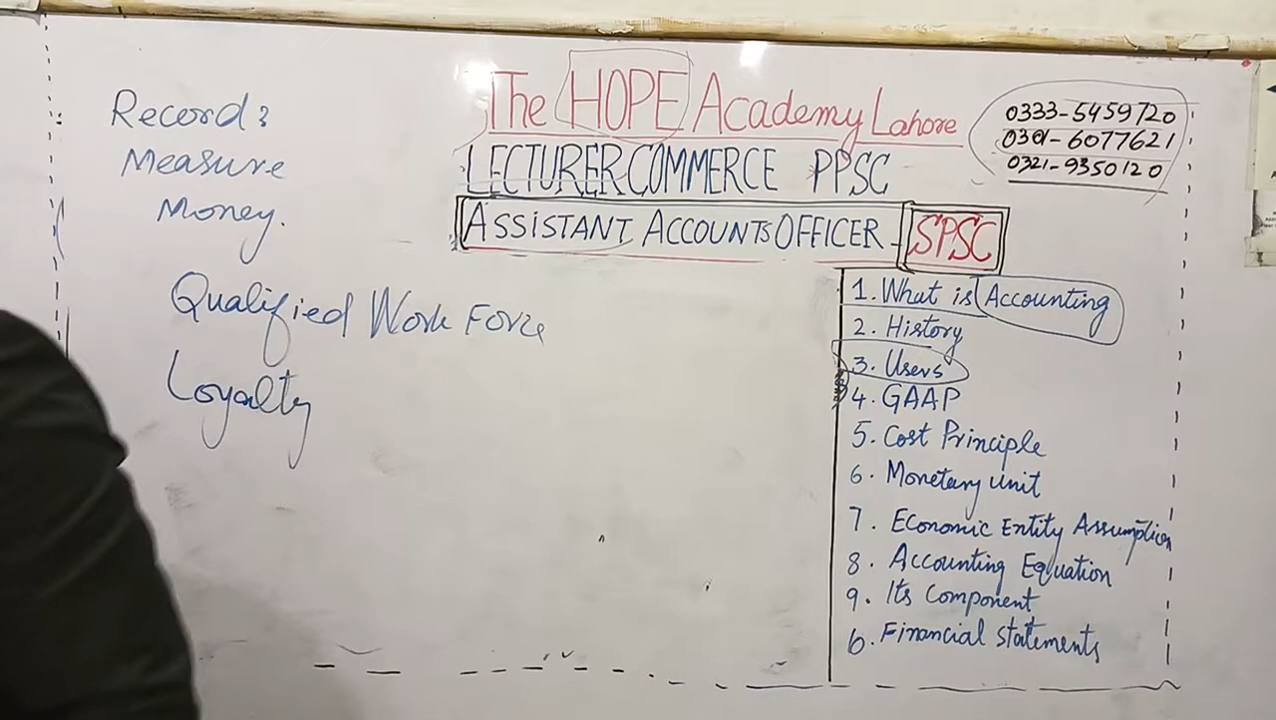 The HOPE Academy Lahore
LECTURER COMMERCE PPSC
ASSISTANT ACCOUNTS OFFICER - SPSC
0333-5459720
0301-6077621
0321-9350120
Record:
Measure
Money.
Qualified Work Force
Loyalty
1. What is Accounting
2. History
3. Users
4. GAAP
5. Cost Principle
6. Monetary unit
7. Economic Entity Assumption
8. Accounting Equation
9. Its Component
10. Financial statements